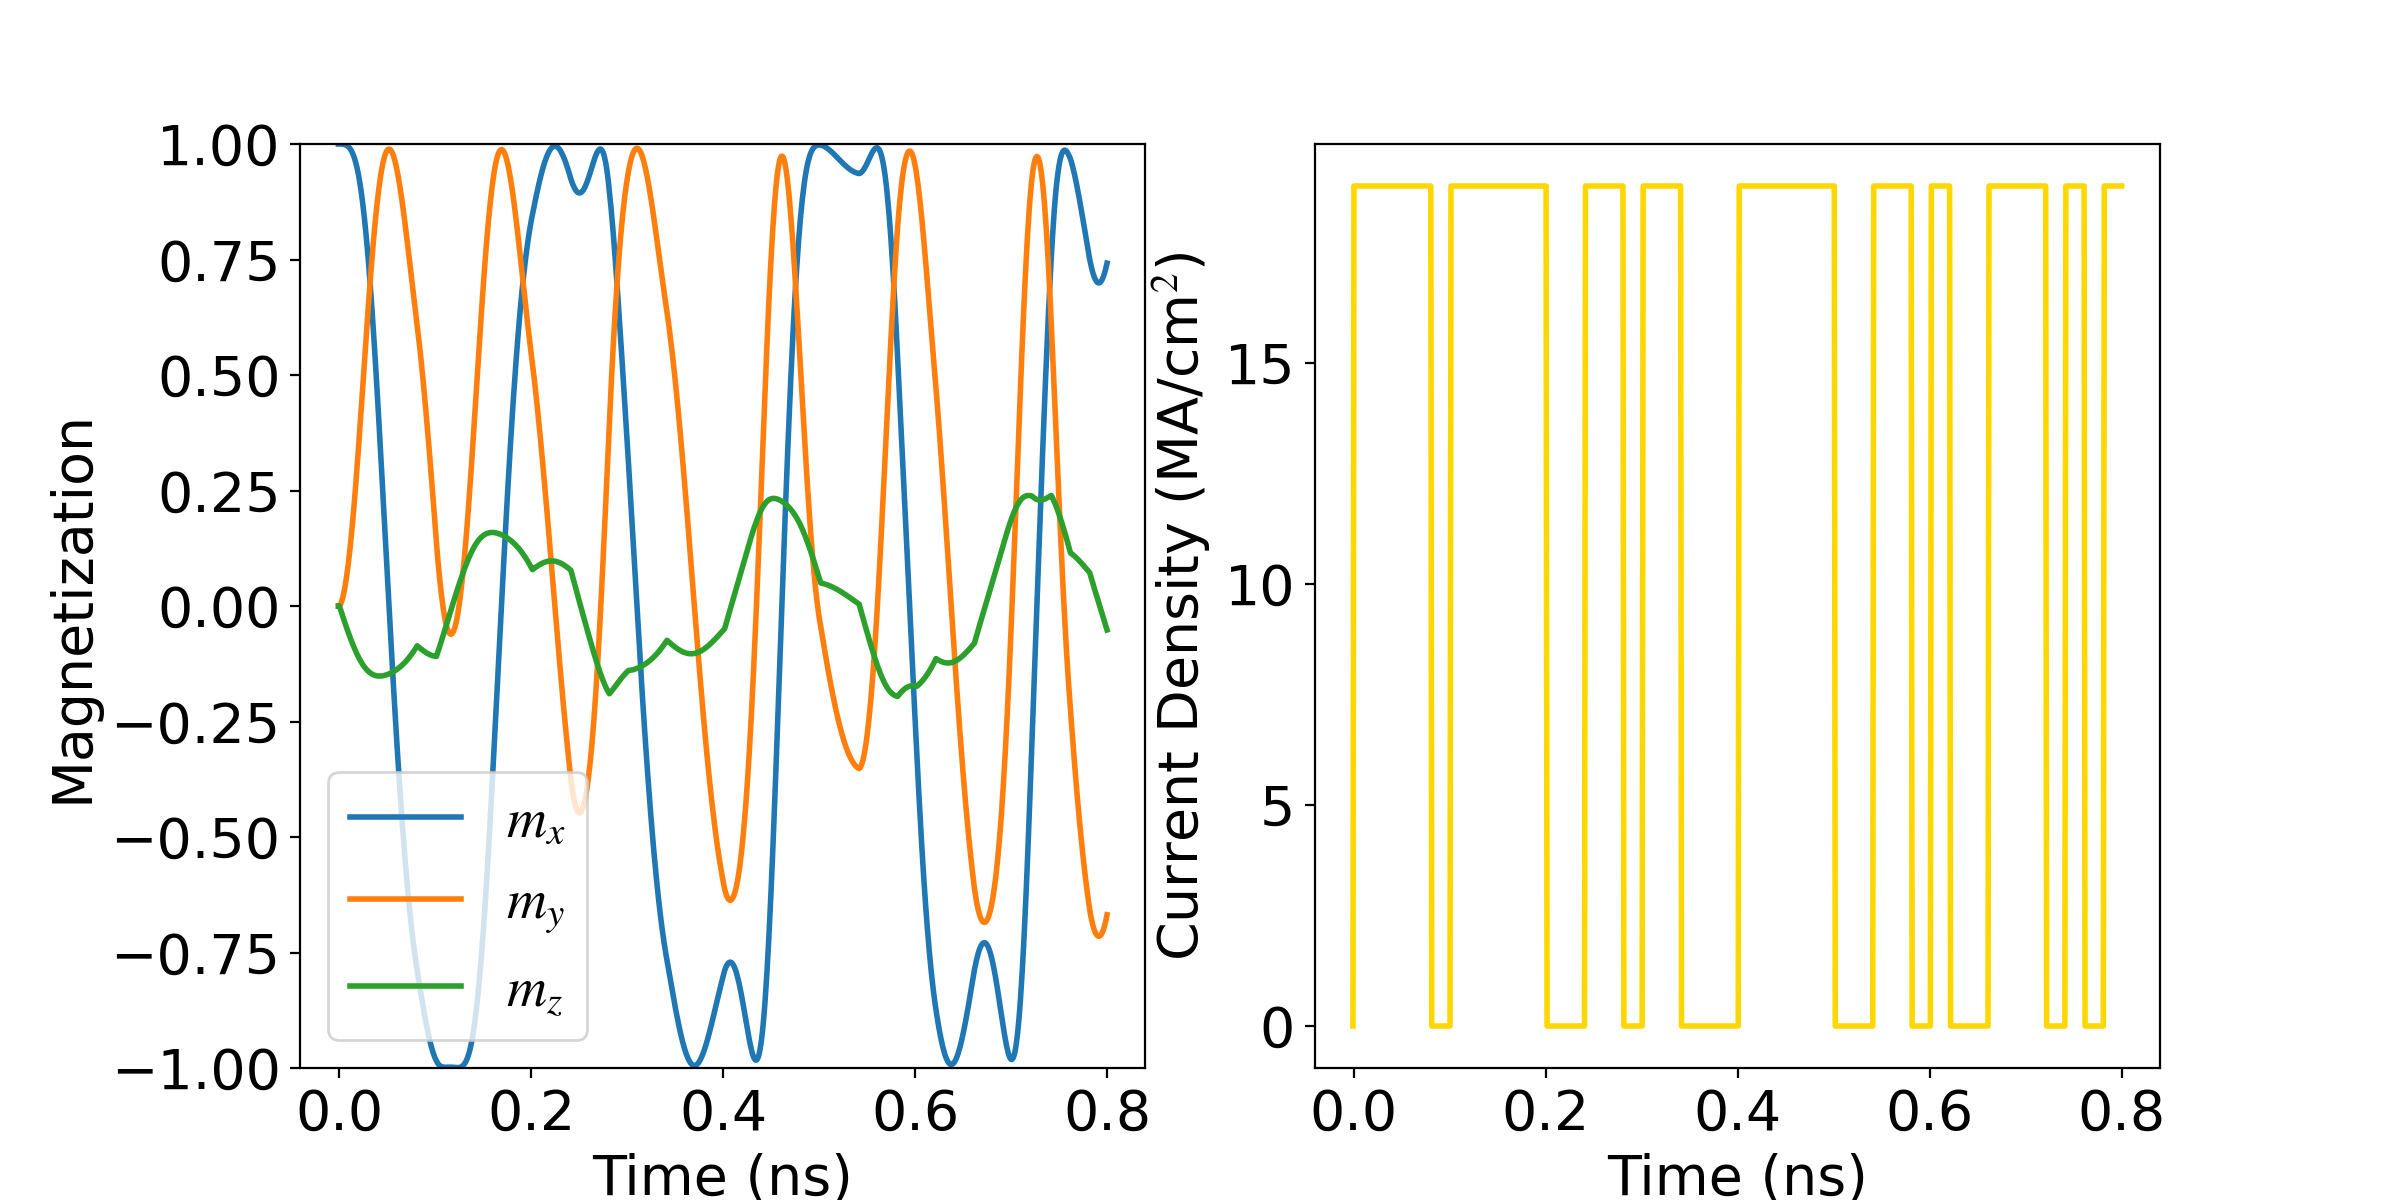 Magnetization
1.00
0.75
0.50
0.25
0.00
−0.25
−0.50
−0.75
−1.00
m_x
m_y
m_z
0.0 0.2 0.4 0.6 0.8
Time (ns)
Current Density (MA/cm²)
15
10
5
0
0.0 0.2 0.4 0.6 0.8
Time (ns)